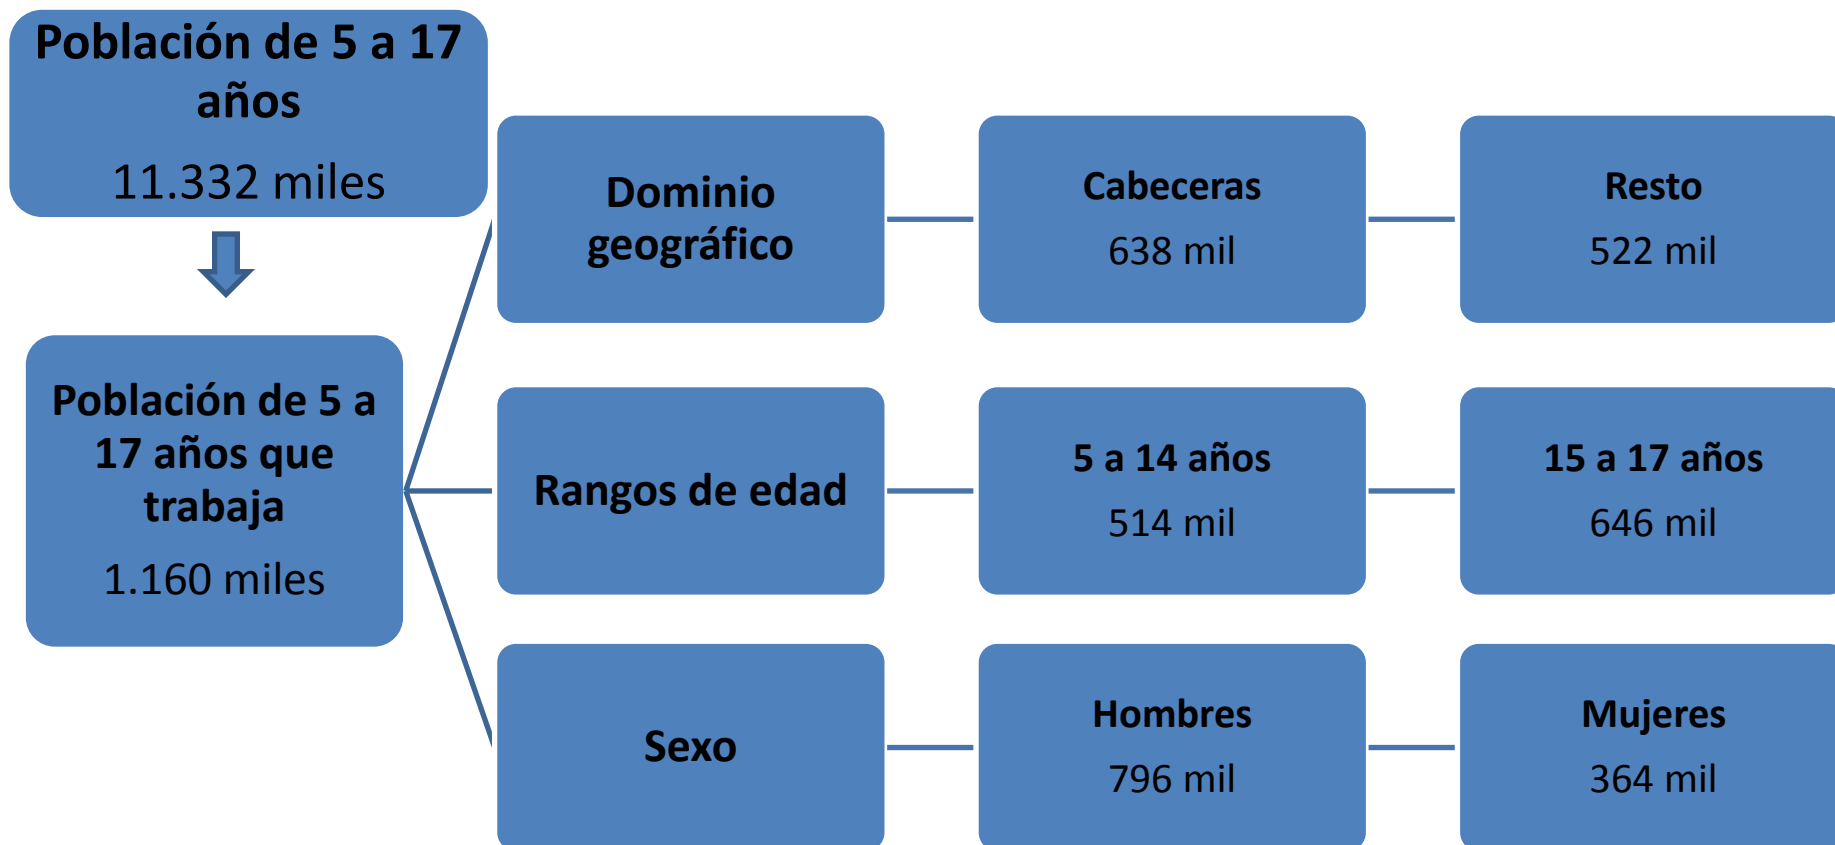 Población de 5 a 17
años
11.332 miles
Población de 5 a
17 años que
trabaja
1.160 miles
Dominio
geográfico
Cabeceras
638 mil
Resto
522 mil
Rangos de edad
5 a 14 años
514 mil
15 a 17 años
646 mil
Sexo
Hombres
796 mil
Mujeres
364 mil